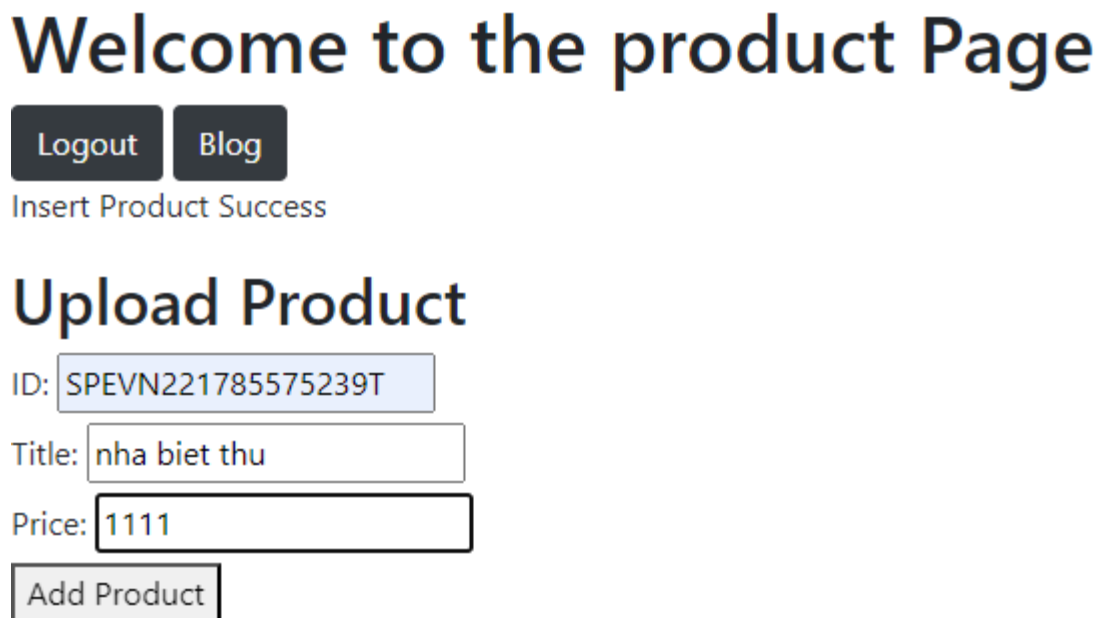 Welcome to the product Page
Logout Blog
Insert Product Success
Upload Product
ID: SPEVN221785575239T
Title: nha biet thu
Price: 1111
Add Product